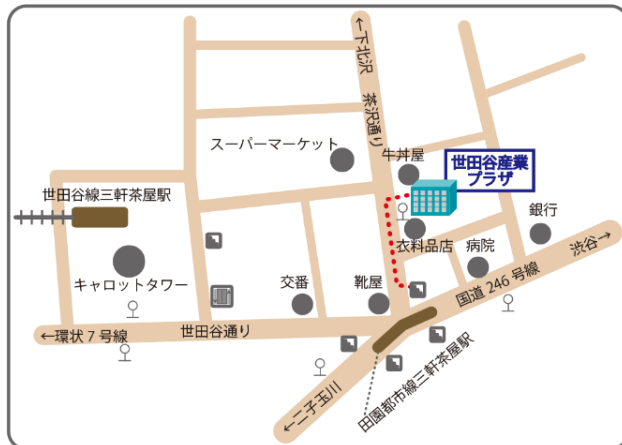 ←下北沢
茶沢通り
スーパーマーケット
牛丼屋
世田谷産業
プラザ
世田谷線三軒茶屋駅
衣料品店
病院
銀行
渋谷→
キャロットタワー
交番
靴屋
国道246号線
←環状7号線
世田谷通り
←二子玉川
田園都市線三軒茶屋駅